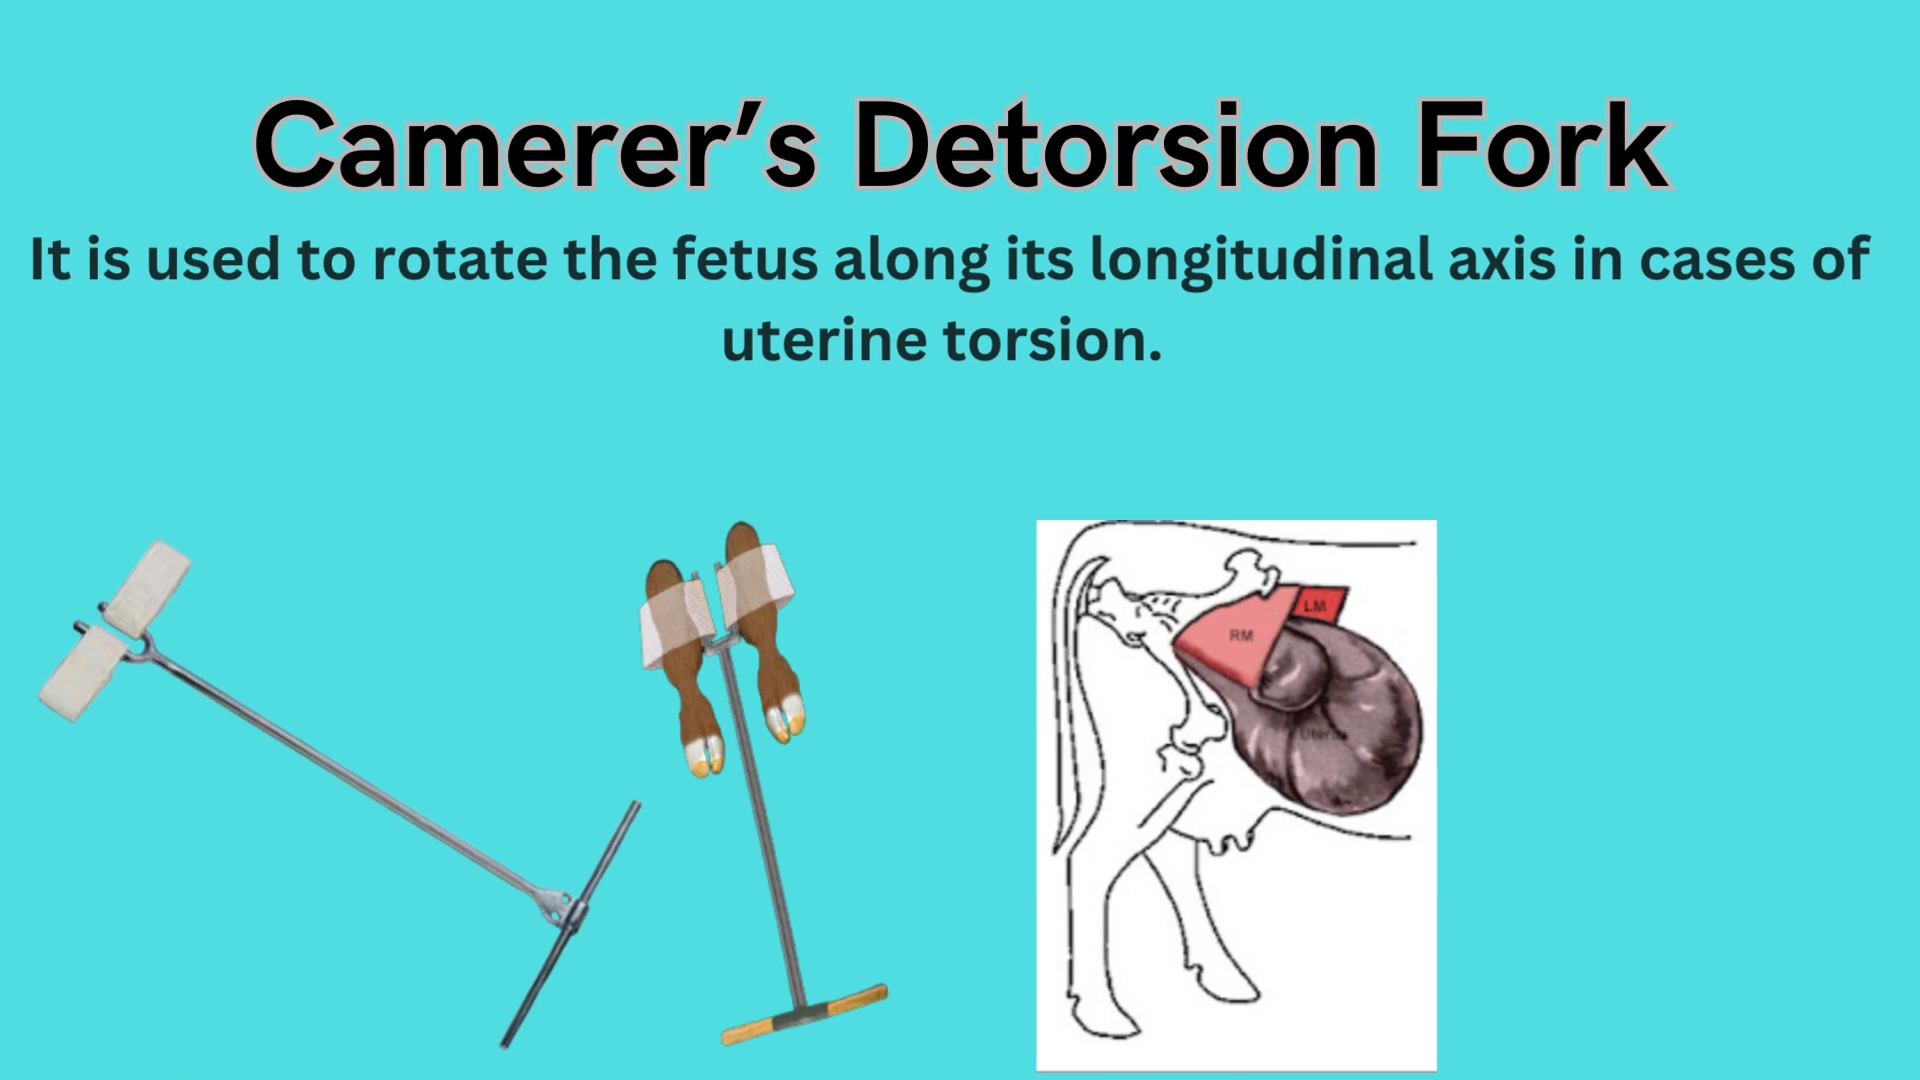 Camerer’s Detorsion Fork
It is used to rotate the fetus along its longitudinal axis in cases of
uterine torsion.
LM
RM